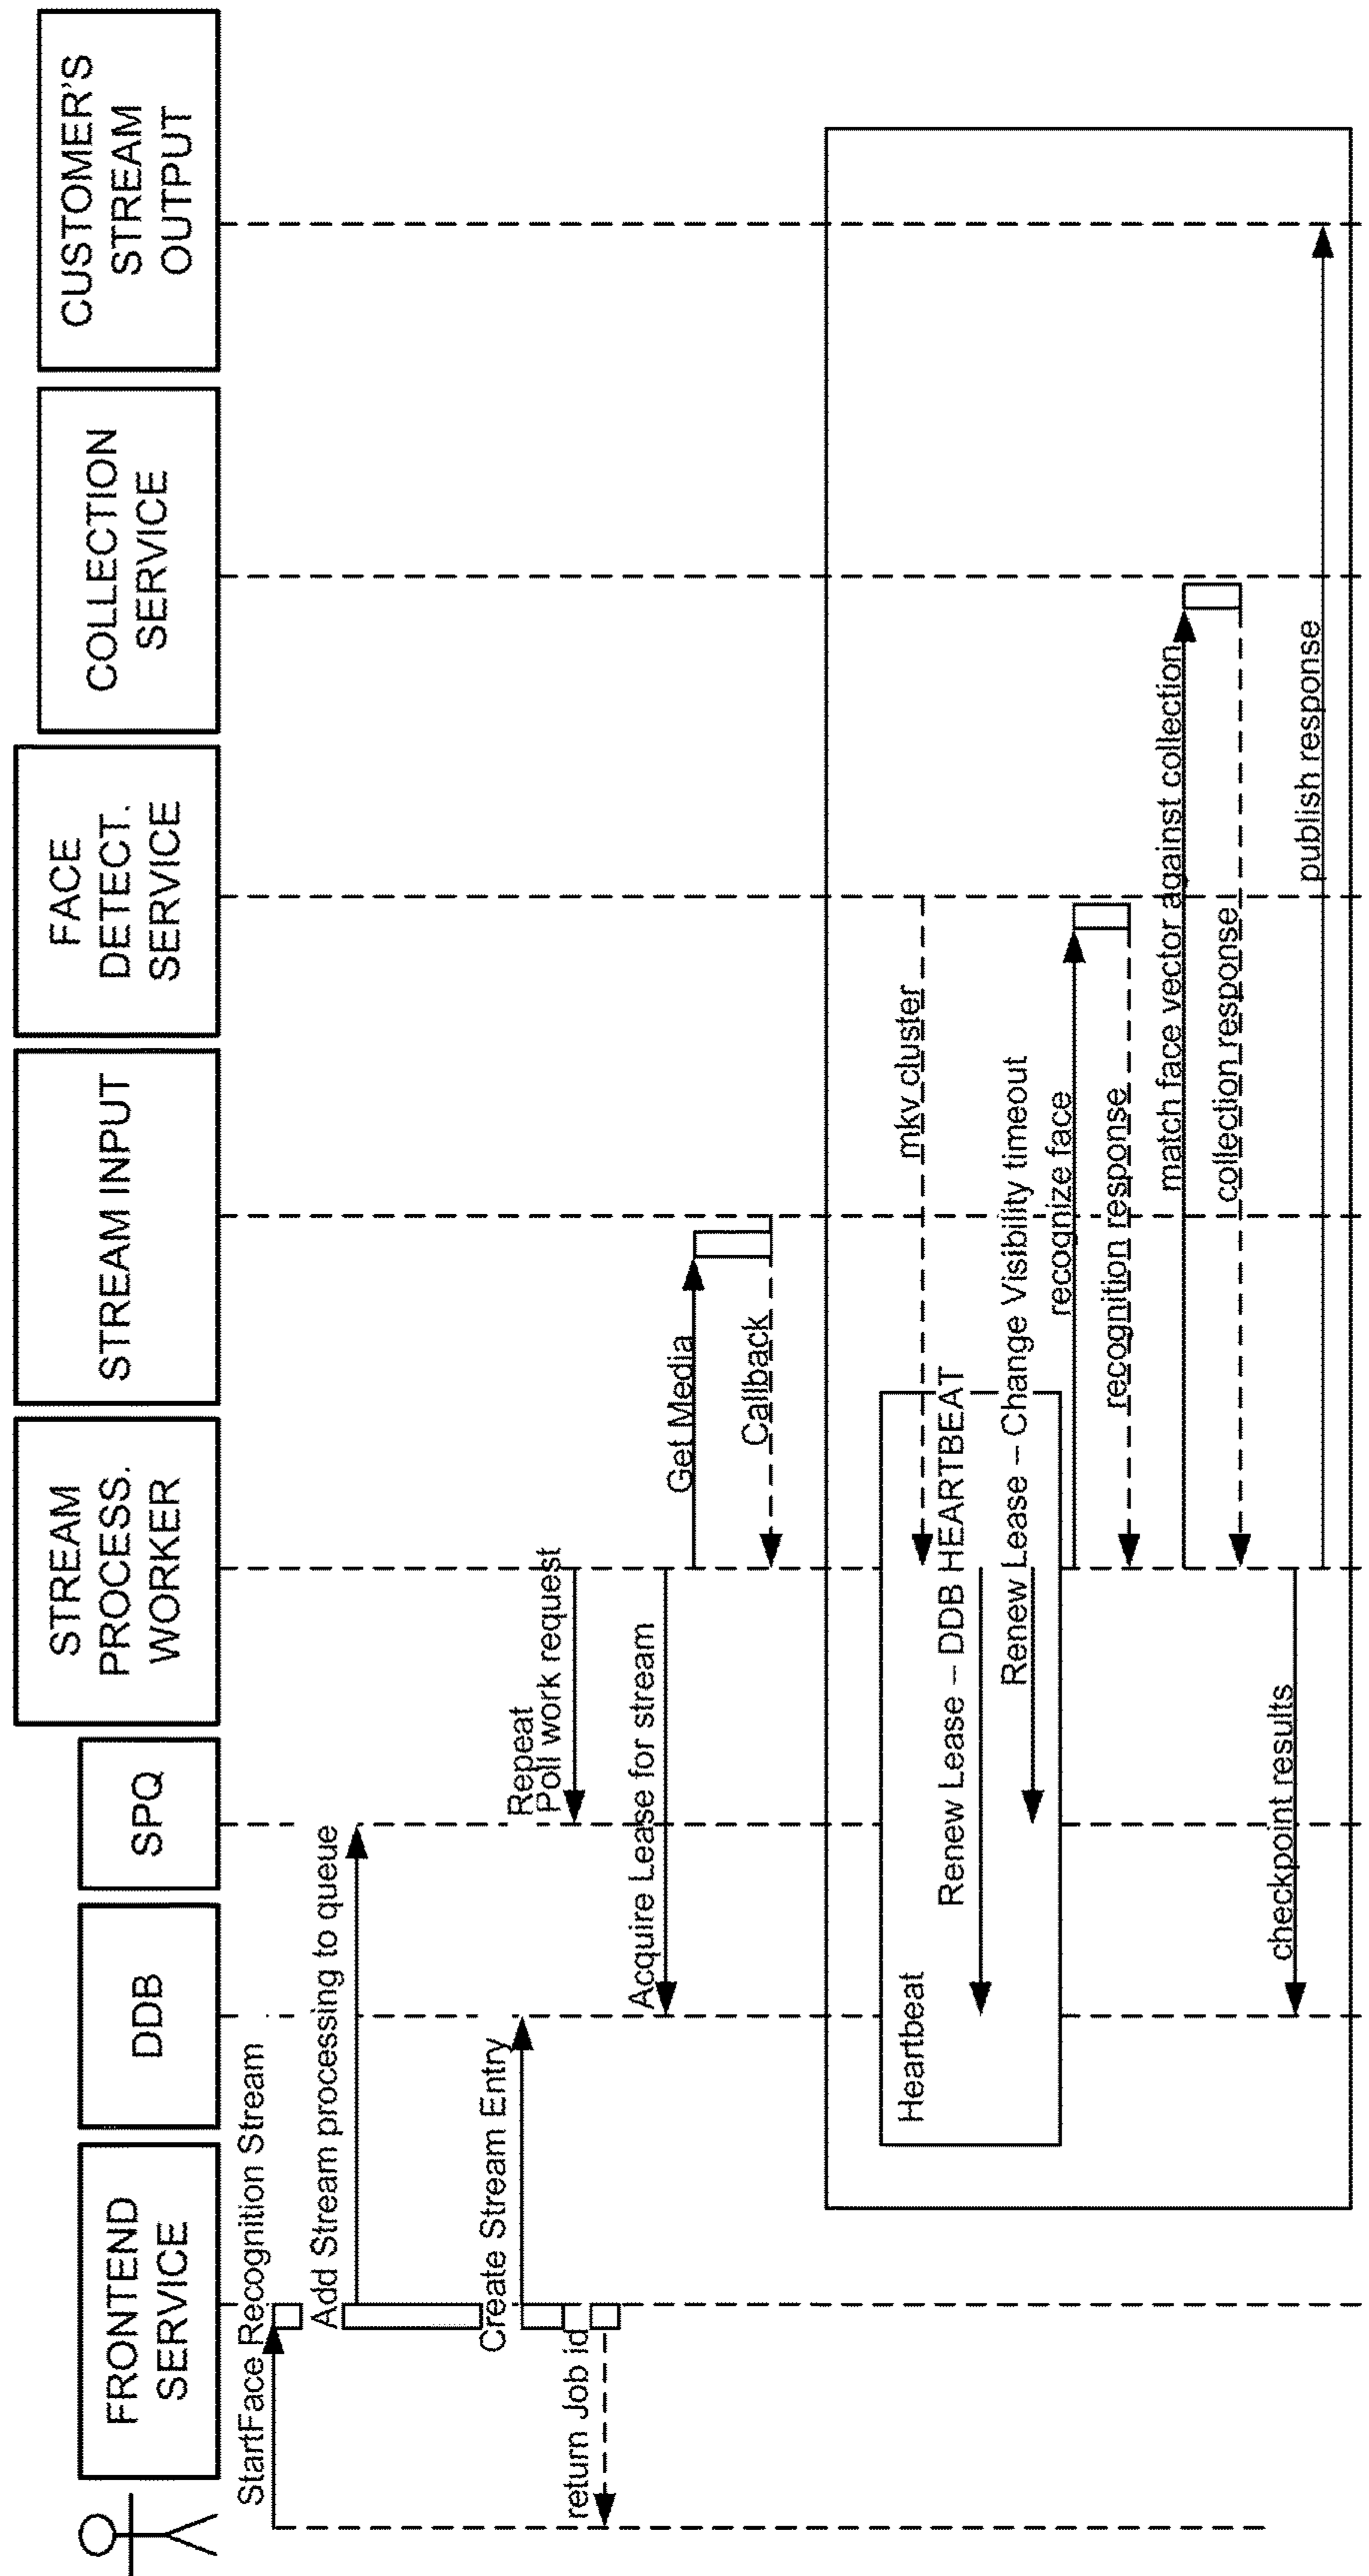 FRONTEND
SERVICE
DDB
SPQ
STREAM
PROCESS.
WORKER
STREAM INPUT
FACE
DETECT.
SERVICE
COLLECTION
SERVICE
CUSTOMER'S
STREAM
OUTPUT
StartFace Recognition Stream
Add Stream processing to queue
Create Stream Entry
Repeat
Poll work request
return Job id
Acquire Lease for stream
Get Media
Callback
Heartbeat
mkv cluster
Renew Lease – DDB HEARTBEAT
Renew Lease – Change Visibility timeout
recognize face
recognition response
match face vector against collection
collection response
checkpoint results
publish response